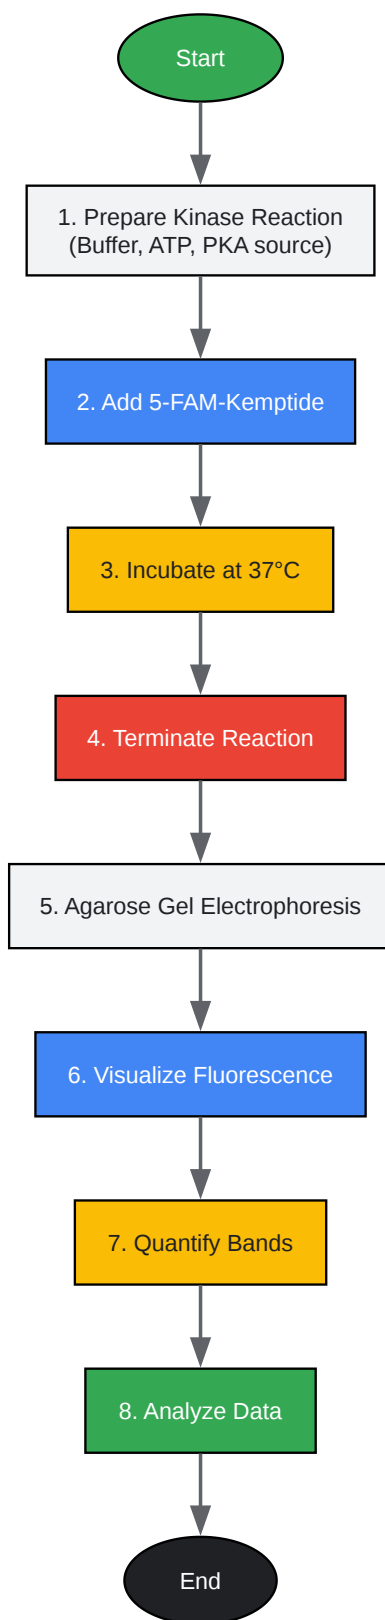 Start
1. Prepare Kinase Reaction
(Buffer, ATP, PKA source)
2. Add 5-FAM-Kemptide
3. Incubate at 37°C
4. Terminate Reaction
5. Agarose Gel Electrophoresis
6. Visualize Fluorescence
7. Quantify Bands
8. Analyze Data
End